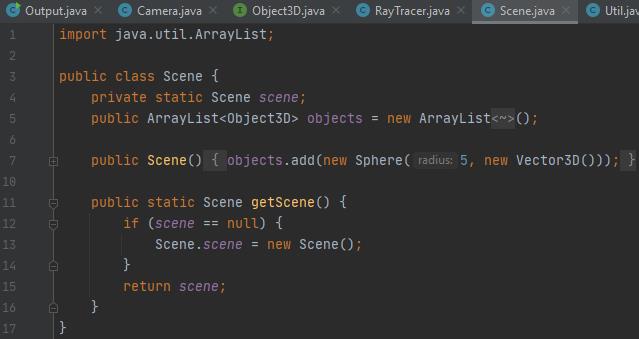 Output.java Camera.java Object3D.java RayTracer.java Scene.java Util.jav
1 import java.util.ArrayList;
2
3 public class Scene {
4     private static Scene scene;
5     public ArrayList<Object3D> objects = new ArrayList<~>();
6
7     public Scene() { objects.add(new Sphere( radius: 5, new Vector3D())); }
10
11     public static Scene getScene() {
12         if (scene == null) {
13             Scene.scene = new Scene();
14         }
15         return scene;
16     }
17 }